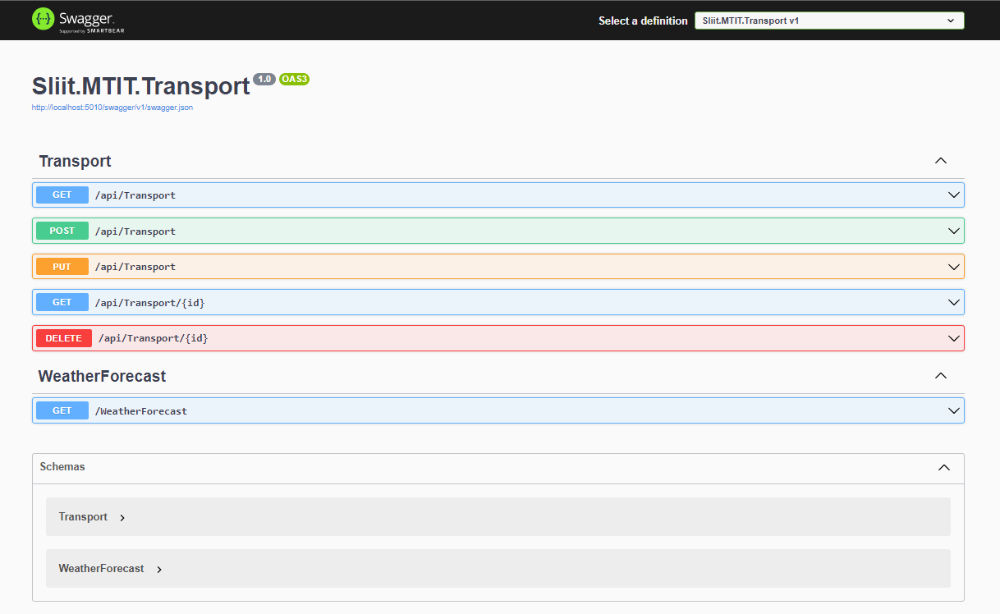 {···} Swagger.
Supported by SMARTBEAR
Select a definition
Sliit.MTIT.Transport v1
Sliit.MTIT.Transport 1.0 OAS3
http://localhost:5010/swagger/v1/swagger.json
Transport
GET /api/Transport
POST /api/Transport
PUT /api/Transport
GET /api/Transport/{id}
DELETE /api/Transport/{id}
WeatherForecast
GET /WeatherForecast
Schemas
Transport
WeatherForecast